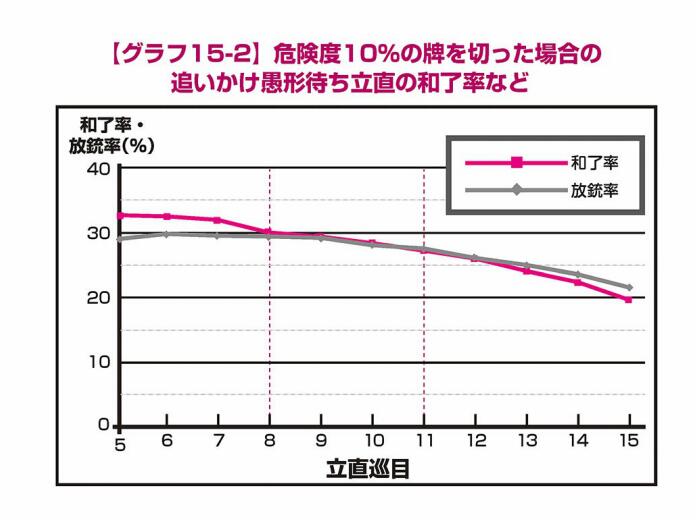 【グラフ15-2】危険度10%の牌を切った場合の
追いかけ愚形待ち立直の和了率など
和了率・
放銃率(%)
和了率
放銃率
40
30
20
10
0
5 6 7 8 9 10 11 12 13 14 15
立直巡目